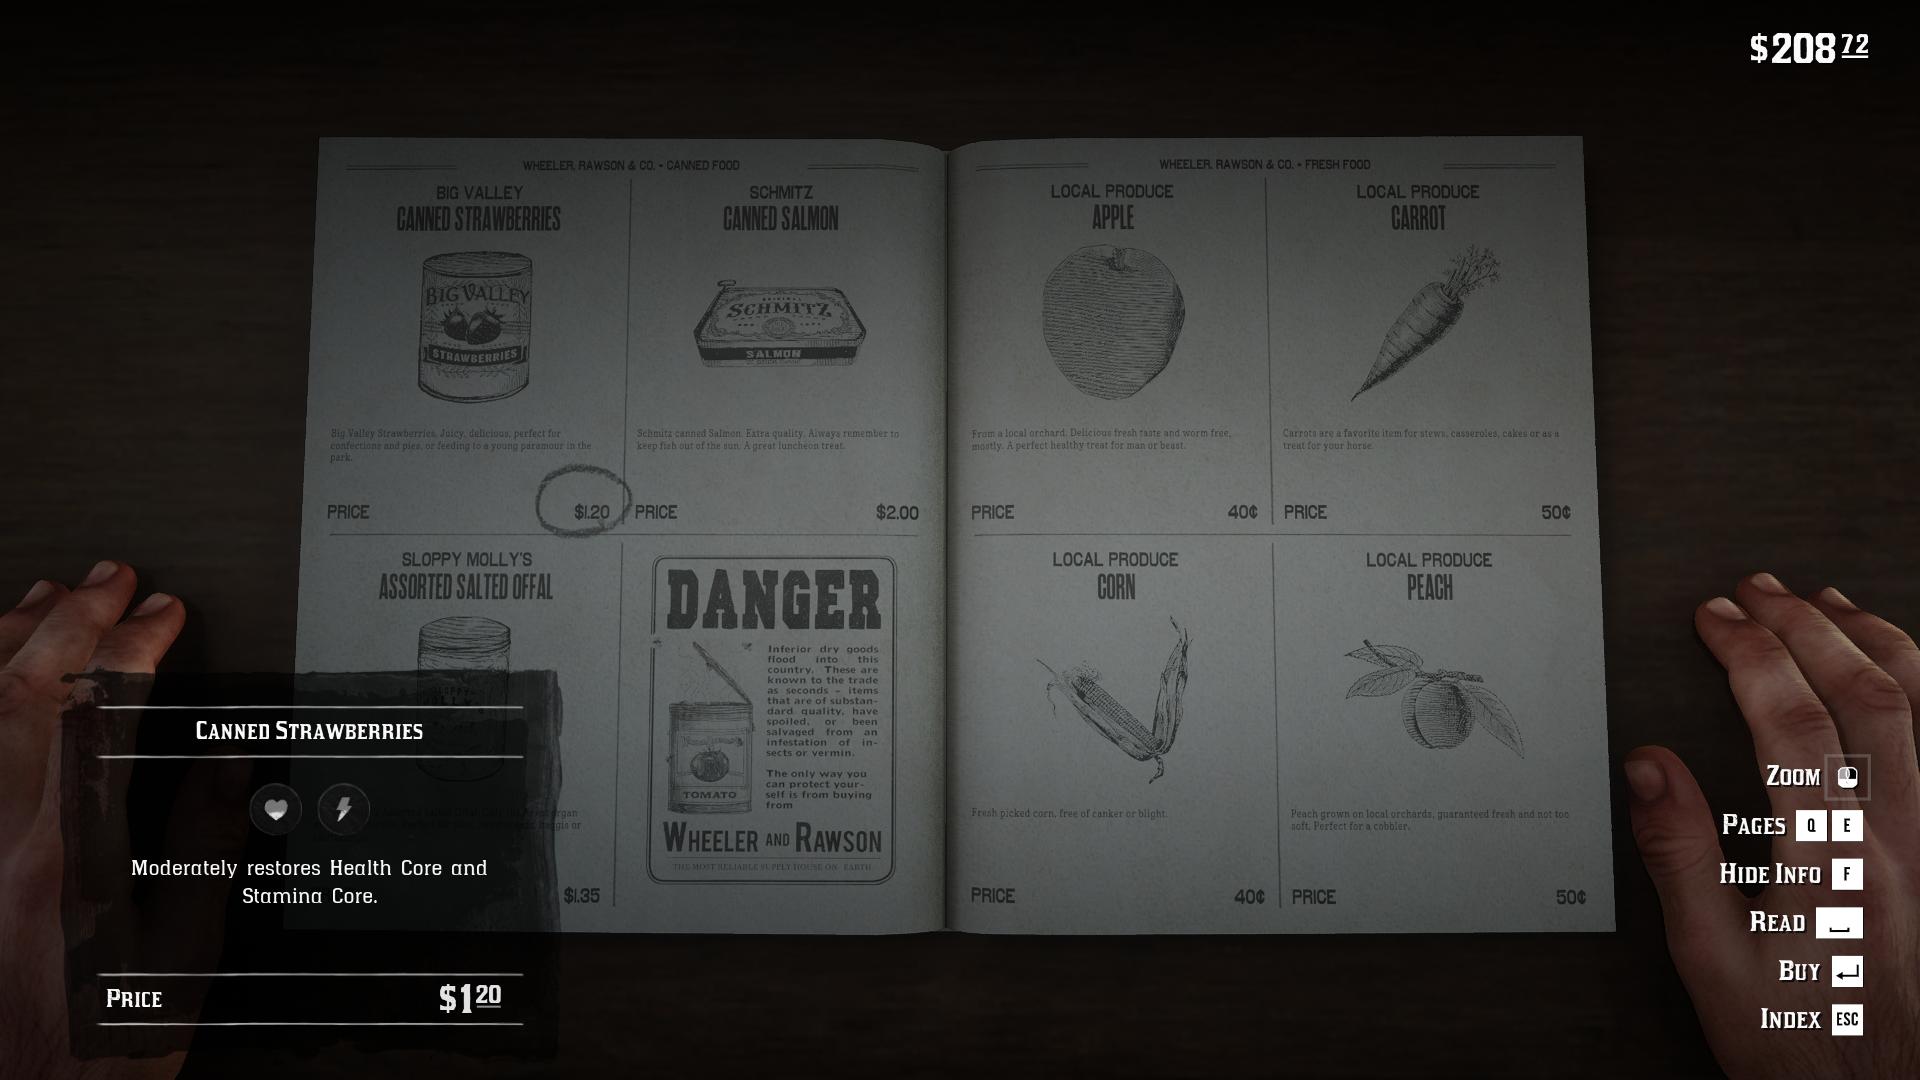 $208 72
WHEELER, RAWSON & CO. • CANNED FOOD
BIG VALLEY
CANNED STRAWBERRIES
BIG VALLEY
STRAWBERRIES
Big Valley Strawberries. Juicy, delicious, perfect for
confections and pies, or feeding to a young paramour in the
park.
PRICE $1.20
SCHMITZ
CANNED SALMON
ORIGINAL
SCHMITZ
SALMON
Schmitz canned Salmon. Extra quality. Always remember to
keep fish out of the sun. A great luncheon treat.
PRICE $2.00
SLOPPY MOLLY'S
ASSORTED SALTED OFFAL
organ
or
$1.35
DANGER
Inferior dry goods
flood into this
country. These are
known to the trade
as seconds – items
that are of substan-
dard quality, have
spoiled, or been
salvaged from an
infestation of in-
sects or vermin.
The only way you
can protect your-
self is from buying
from
TOMATO
WHEELER AND RAWSON
THE MOST RELIABLE SUPPLY HOUSE ON EARTH
WHEELER, RAWSON & CO. • FRESH FOOD
LOCAL PRODUCE
APPLE
From a local orchard. Delicious fresh taste and worm free,
mostly. A perfect healthy treat for man or beast.
PRICE 40¢
LOCAL PRODUCE
CARROT
Carrots are a favorite item for stews, casseroles, cakes or as a
treat for your horse.
PRICE 50¢
LOCAL PRODUCE
CORN
Fresh picked corn, free of canker or blight.
PRICE 40¢
LOCAL PRODUCE
PEACH
Peach grown on local orchards, guaranteed fresh and not too
soft. Perfect for a cobbler.
PRICE 50¢
CANNED STRAWBERRIES
Moderately restores Health Core and
Stamina Core.
PRICE $1 20
ZOOM
PAGES Q E
HIDE INFO F
READ
BUY
INDEX ESC